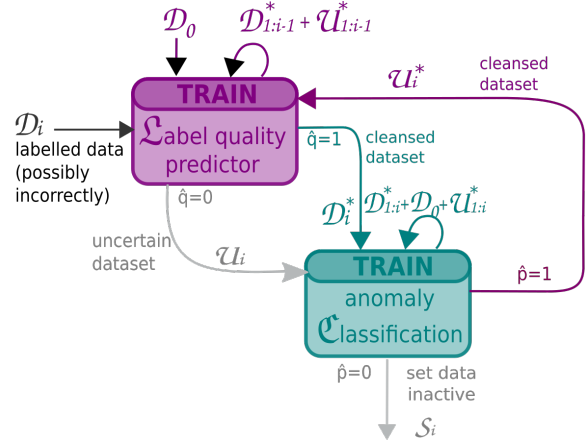 𝒟₀
𝒟*₁:ᵢ₋₁ + 𝒰*₁:ᵢ₋₁
cleansed
dataset
𝒰ᵢ*
TRAIN
𝒟ᵢ
labelled data
(possibly
incorrectly)
𝔏abel quality
predictor
q̂=1
cleansed
dataset
q̂=0
𝒟ᵢ*
𝒟*₁:ᵢ+𝒟₀+𝒰*₁:ᵢ
uncertain
dataset
𝒰ᵢ
TRAIN
anomaly
ℭlassification
p̂=1
p̂=0
set data
inactive
𝒮ᵢ